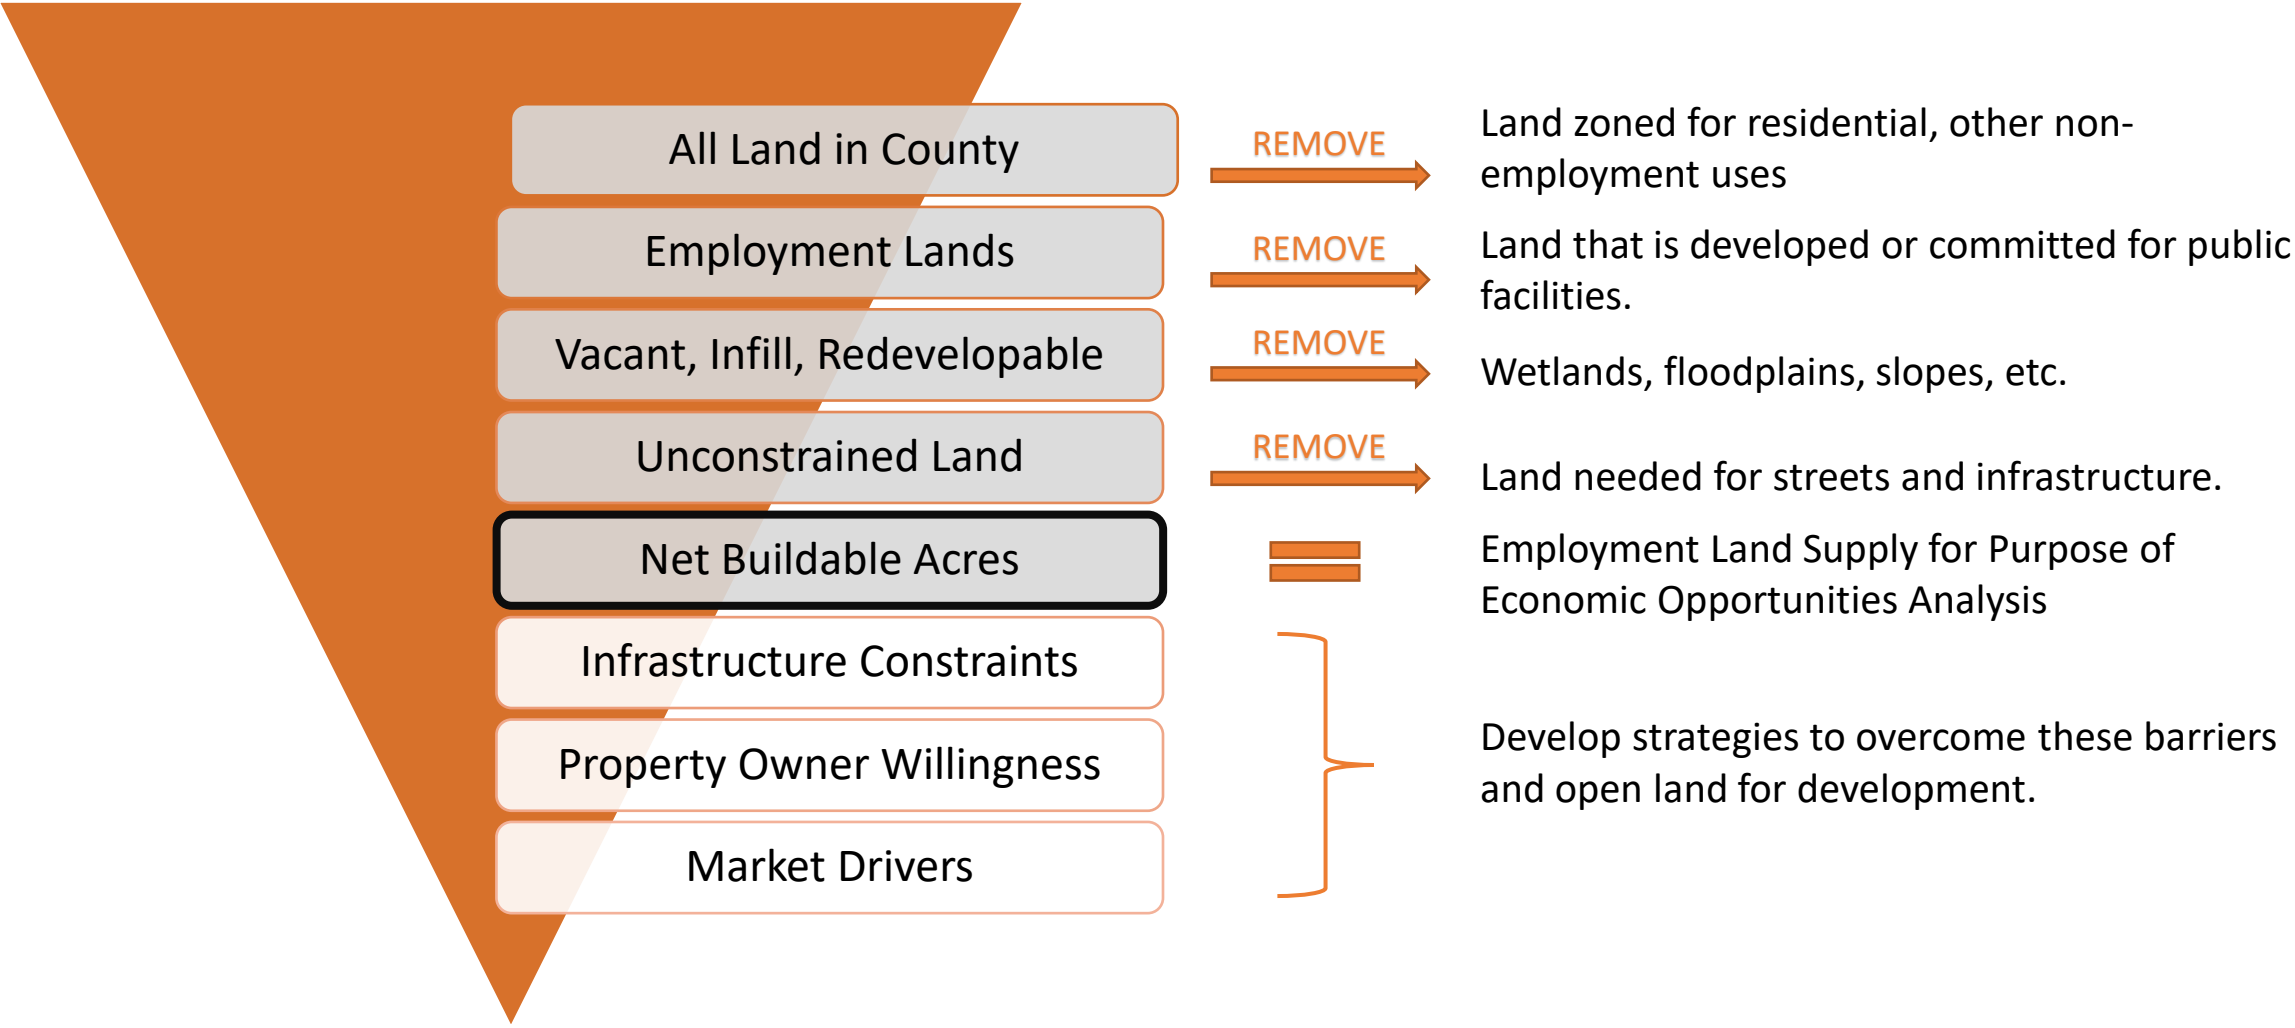 All Land in County
REMOVE
Land zoned for residential, other non-
employment uses
Employment Lands
REMOVE
Land that is developed or committed for public
facilities.
Vacant, Infill, Redevelopable
REMOVE
Wetlands, floodplains, slopes, etc.
Unconstrained Land
REMOVE
Land needed for streets and infrastructure.
Net Buildable Acres
Employment Land Supply for Purpose of
Economic Opportunities Analysis
Infrastructure Constraints
Property Owner Willingness
Market Drivers
Develop strategies to overcome these barriers
and open land for development.